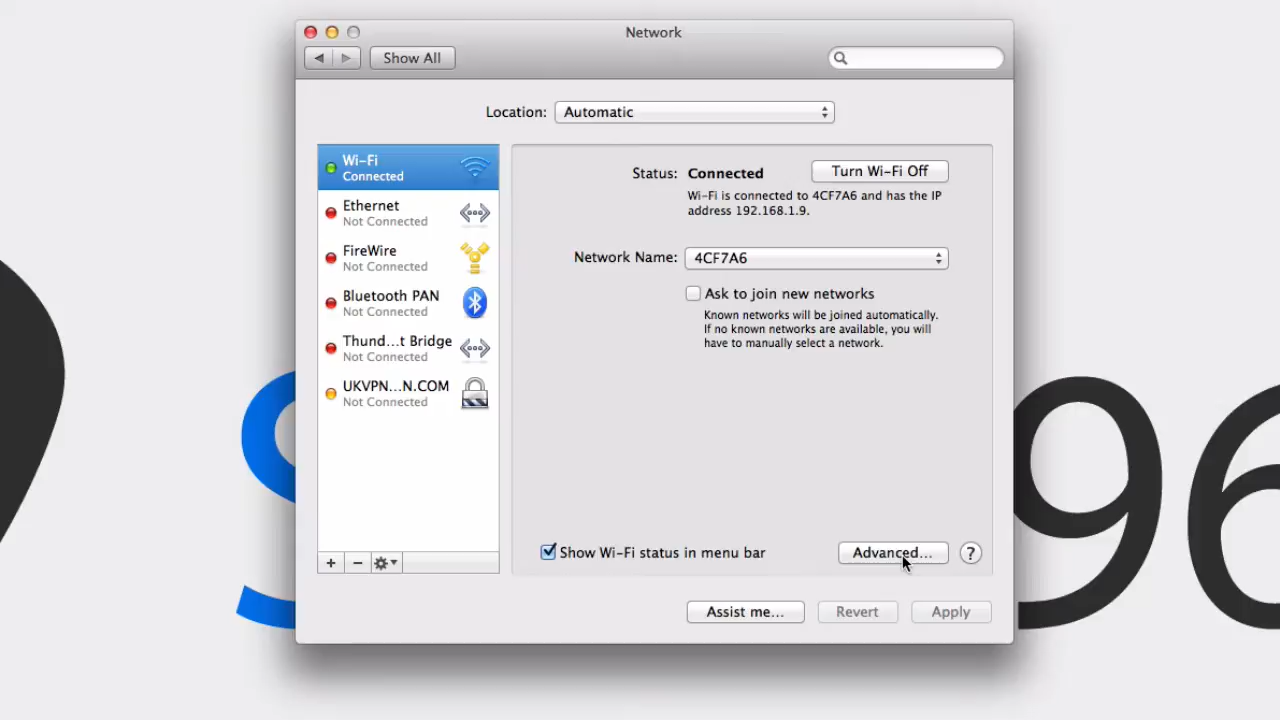 Network
Show All
Location: Automatic
Wi-Fi
Connected
Ethernet
Not Connected
FireWire
Not Connected
Bluetooth PAN
Not Connected
Thund...t Bridge
Not Connected
UKVPN...N.COM
Not Connected
Status: Connected
Turn Wi-Fi Off
Wi-Fi is connected to 4CF7A6 and has the IP
address 192.168.1.9.
Network Name: 4CF7A6
Ask to join new networks
Known networks will be joined automatically.
If no known networks are available, you will
have to manually select a network.
Show Wi-Fi status in menu bar
Advanced... ?
Assist me... Revert Apply
96